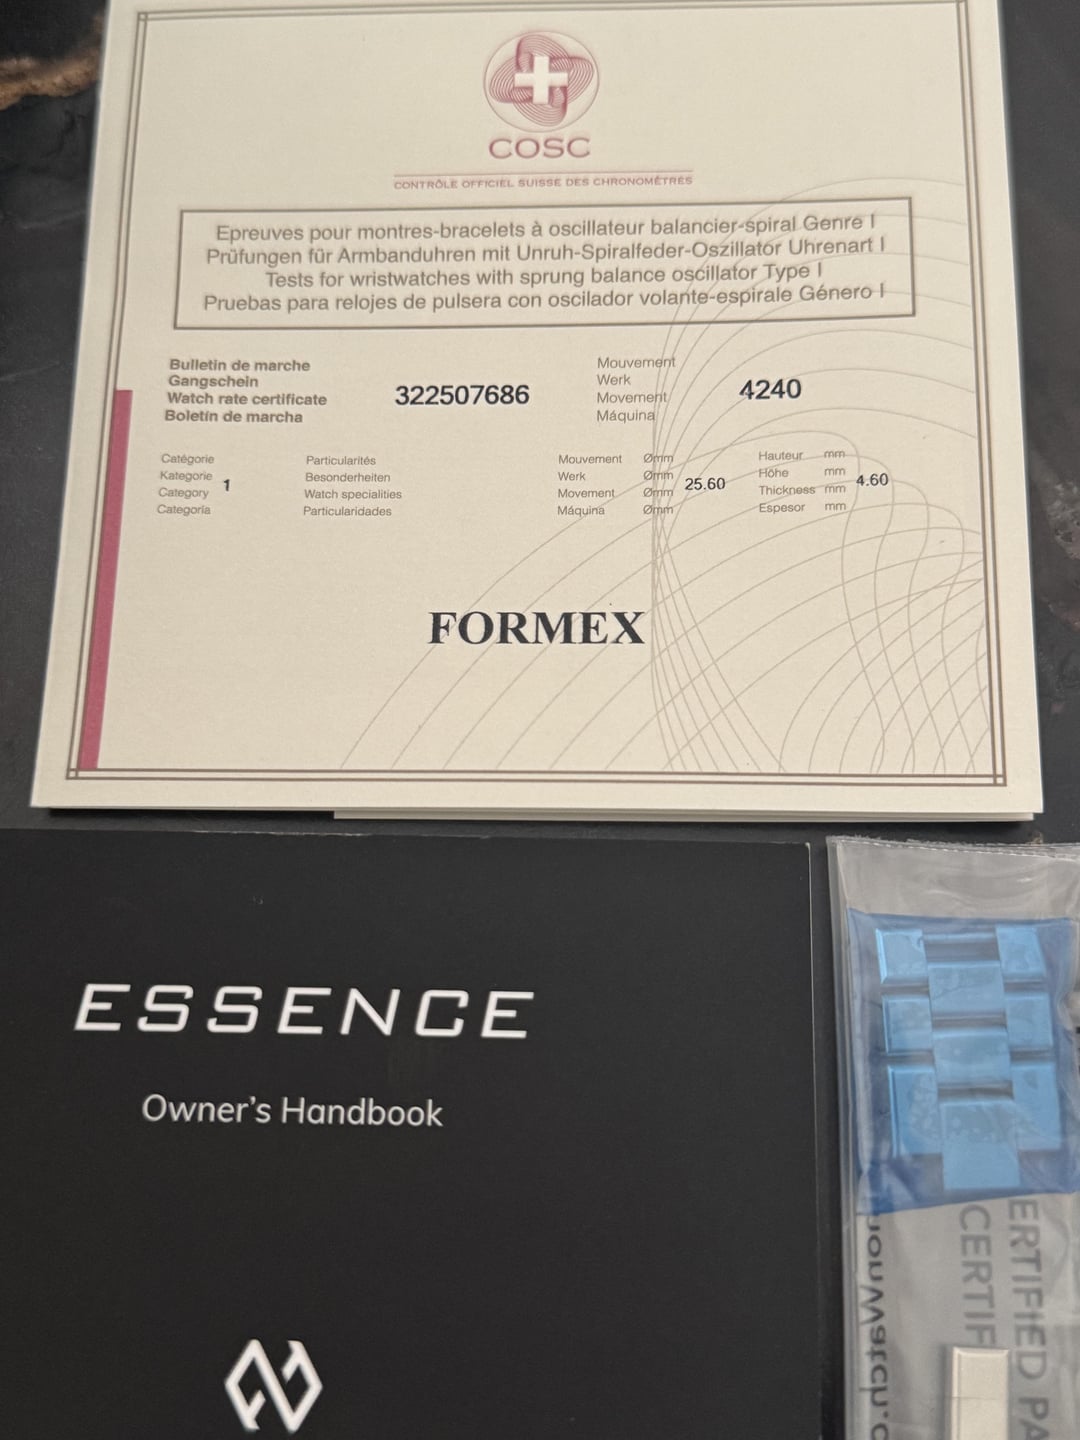 COSC
CONTRÔLE OFFICIEL SUISSE DES CHRONOMÈTRES
Epreuves pour montres-bracelets à oscillateur balancier-spiral Genre I
Prüfungen für Armbanduhren mit Unruh-Spiralfeder-Oszillator Uhrenart I
Tests for wristwatches with sprung balance oscillator Type I
Pruebas para relojes de pulsera con oscilador volante-espirale Género I
Bulletin de marche
Gangschein
Watch rate certificate
Boletín de marcha
322507686
Mouvement
Werk
Movement
Máquina
4240
Catégorie
Kategorie
Category
Categoria
1
Particularités
Besonderheiten
Watch specialities
Particularidades
Mouvement Ømm
Werk Ømm
Movement Ømm
Máquina Ømm
25.60
Hauteur mm
Höhe mm
Thickness mm
Espesor mm
4.60
FORMEX
ESSENCE
Owner's Handbook
CERTIF
ERTIFIED PA